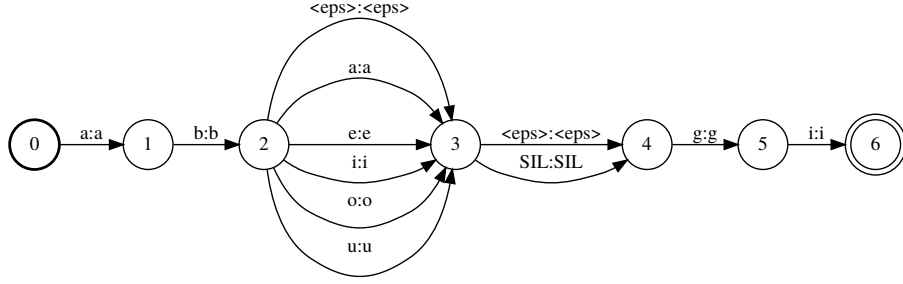 <eps>:<eps>
a:a
0
a:a
1
b:b
2
e:e
3
<eps>:<eps>
4
g:g
5
i:i
6
i:i
SIL:SIL
o:o
u:u